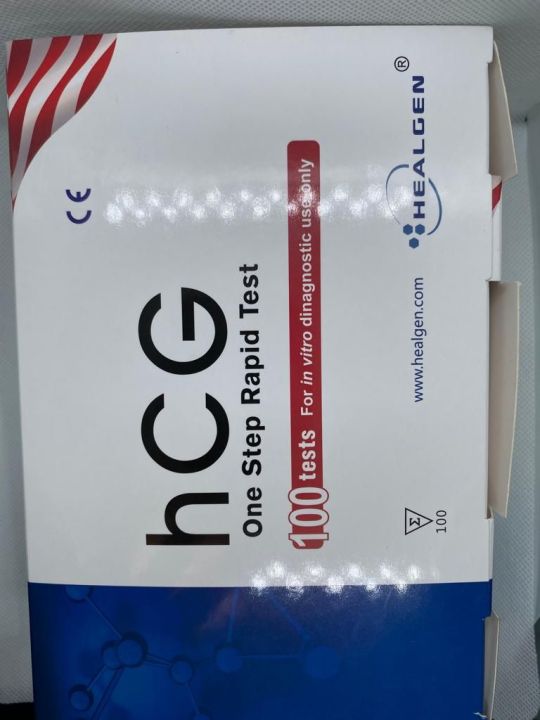 CE
hCG
One Step Rapid Test
100 tests For in vitro dinagnostic use only
HEALGEN®
www.healgen.com
Σ
100